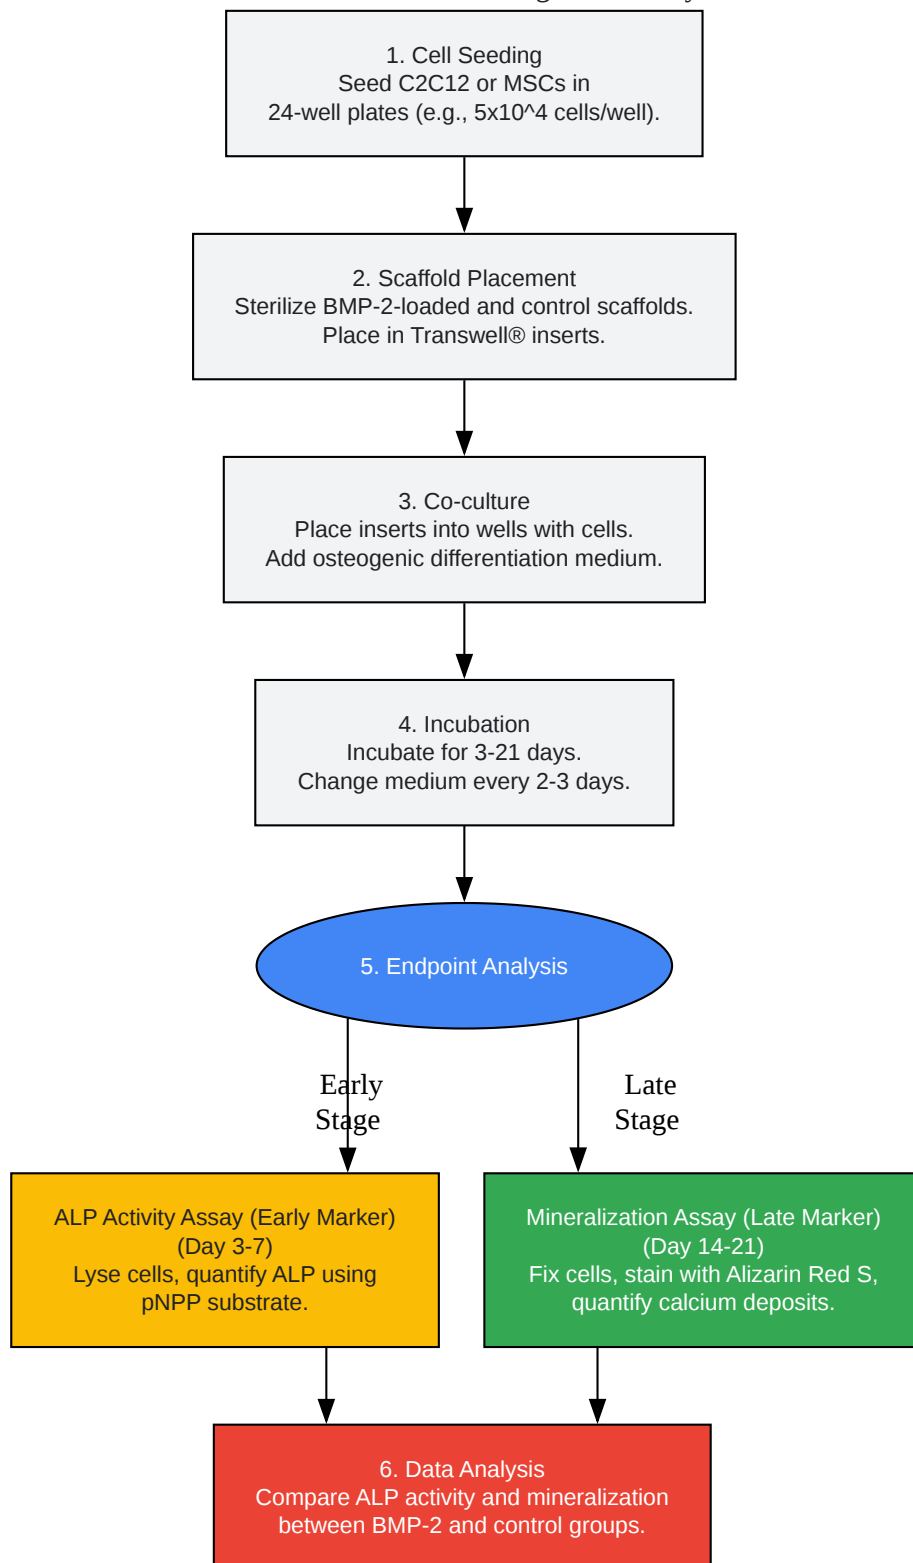 1. Cell Seeding
Seed C2C12 or MSCs in
24-well plates (e.g., 5x10^4 cells/well).
2. Scaffold Placement
Sterilize BMP-2-loaded and control scaffolds.
Place in Transwell® inserts.
3. Co-culture
Place inserts into wells with cells.
Add osteogenic differentiation medium.
4. Incubation
Incubate for 3-21 days.
Change medium every 2-3 days.
5. Endpoint Analysis
Early
Stage
Late
Stage
ALP Activity Assay (Early Marker)
(Day 3-7)
Lyse cells, quantify ALP using
pNPP substrate.
Mineralization Assay (Late Marker)
(Day 14-21)
Fix cells, stain with Alizarin Red S,
quantify calcium deposits.
6. Data Analysis
Compare ALP activity and mineralization
between BMP-2 and control groups.